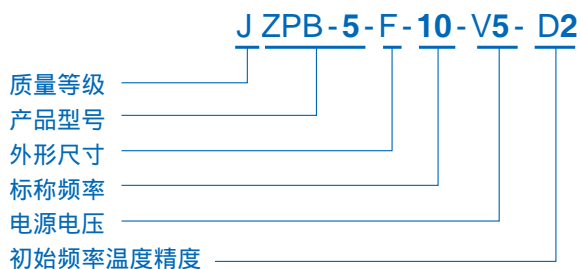 J ZPB-5-F-10-V5- D2
质量等级
产品型号
外形尺寸
标称频率
电源电压
初始频率温度精度